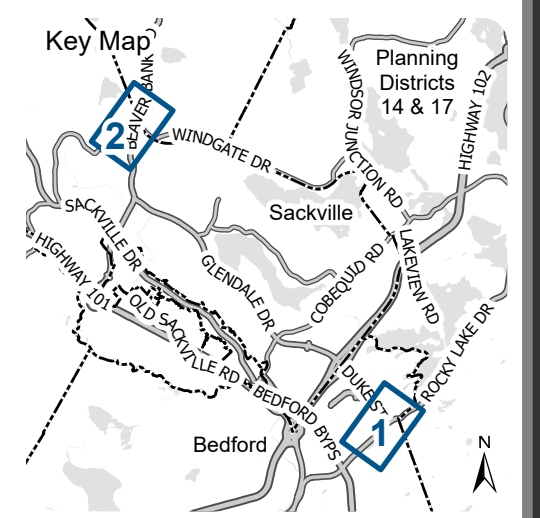 Key Map
BEAVER BANK
2
WINDGATE DR
WINDSOR JUNCTION RD
Planning
Districts
14 & 17
HIGHWAY 102
SACKVILLE DR
Sackville
HIGHWAY 101
GLENDALE DR
COBEQUID RD
LAKEVIEW RD
OLD SACKVILLE RD
DUKE ST
ROCKY LAKE DR
BEDFORD BYPS
1
Bedford
N